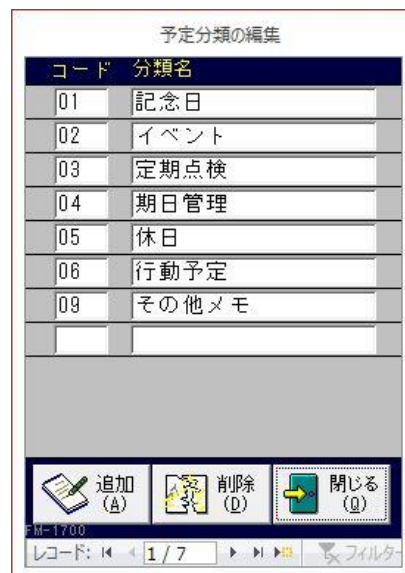 予定分類の編集
コード 分類名
01 記念日
02 イベント
03 定期点検
04 期日管理
05 休日
06 行動予定
09 その他メモ
追加 (A) 削除 (D) 閉じる (Q)
FM-1700
レコード: 1 / 7 フィルター